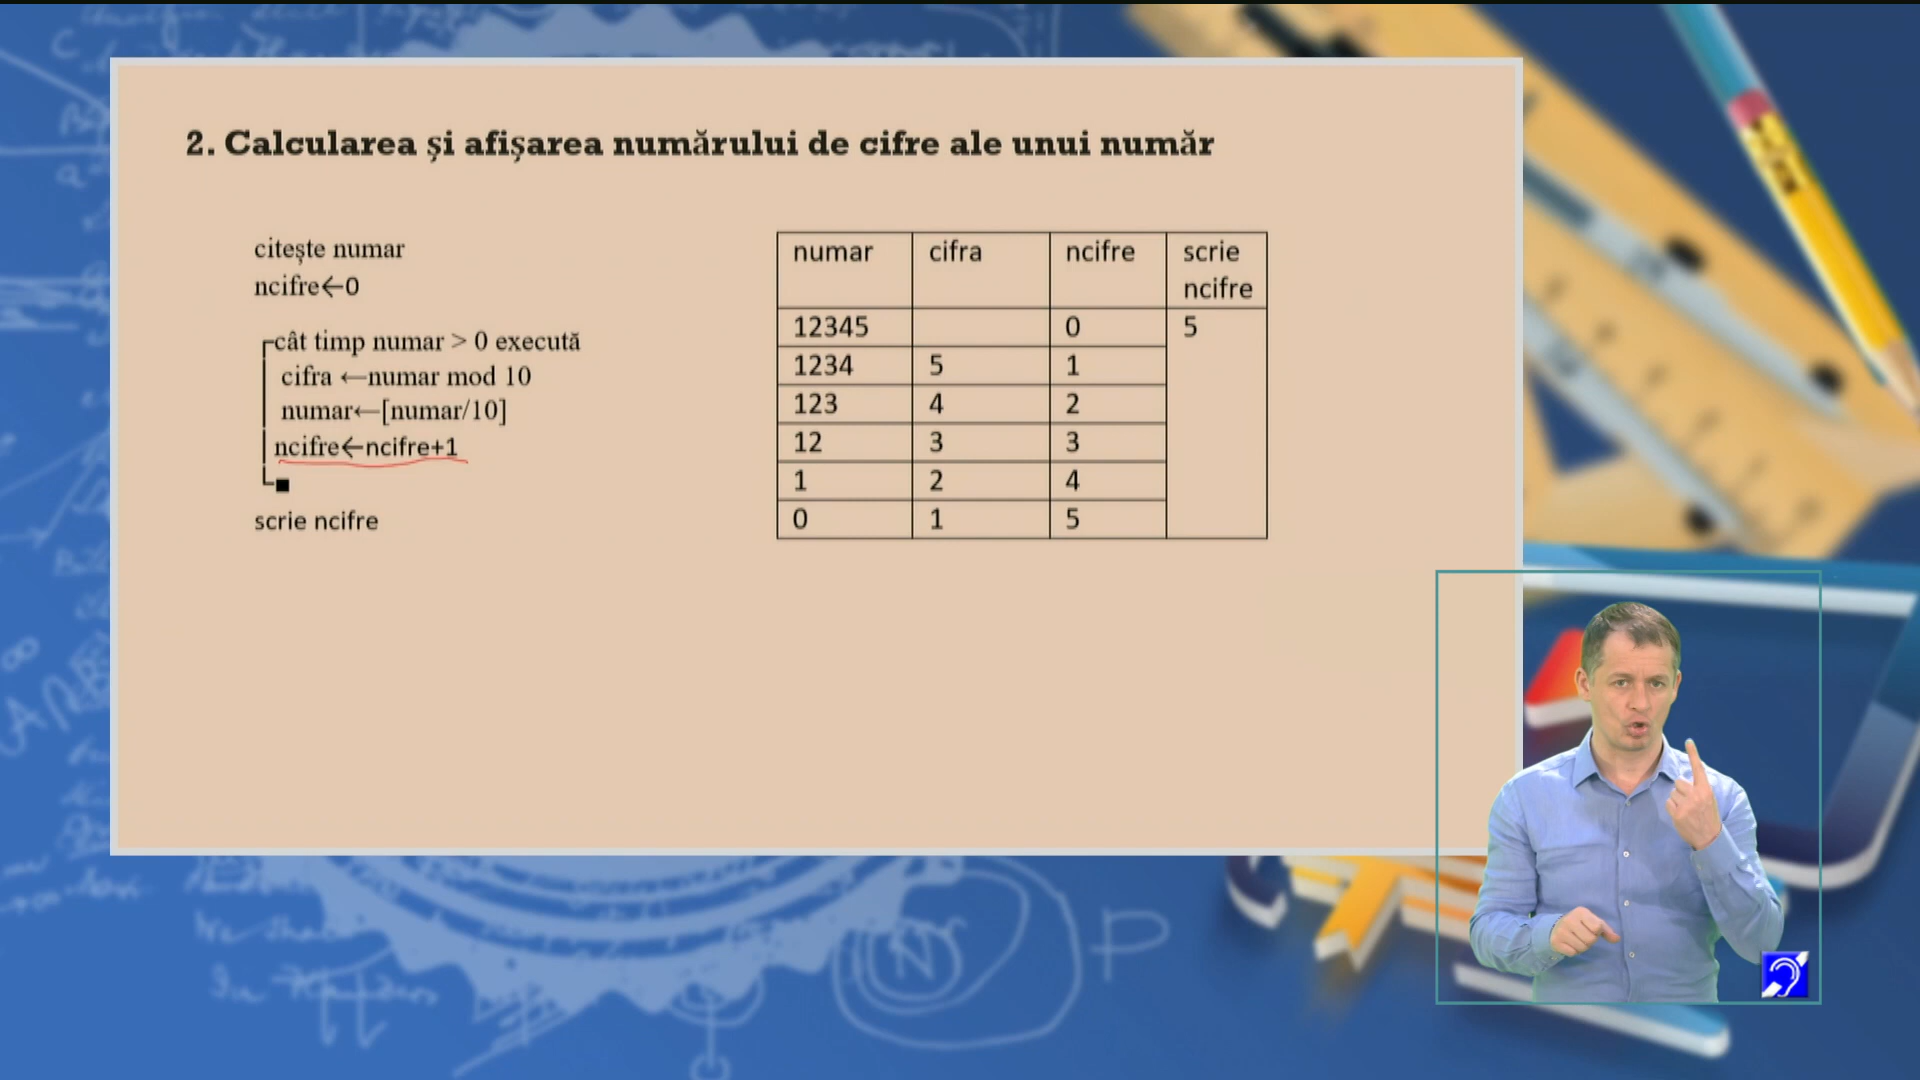 2. Calcularea și afișarea numărului de cifre ale unui număr
citește numar
ncifre←0
cât timp numar > 0 execută
cifra ←numar mod 10
numar←[numar/10]
ncifre←ncifre+1
■
scrie ncifre
numar cifra ncifre scrie ncifre
12345 0 5
1234 5 1
123 4 2
12 3 3
1 2 4
0 1 5
N P